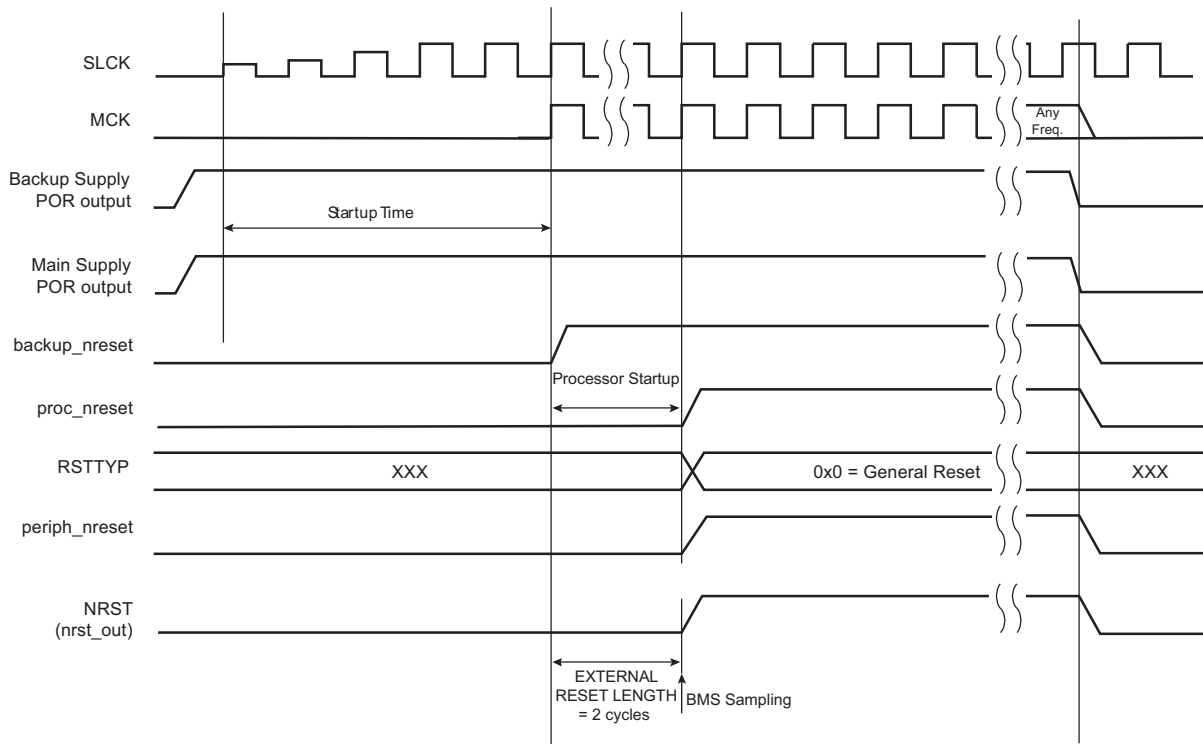 SLCK
MCK
Any
Freq.
Backup Supply
POR output
Startup Time
Main Supply
POR output
backup_nreset
Processor Startup
proc_nreset
RSTTYP
XXX
0x0 = General Reset
XXX
periph_nreset
NRST
(nrst_out)
EXTERNAL
RESET LENGTH
= 2 cycles
BMS Sampling